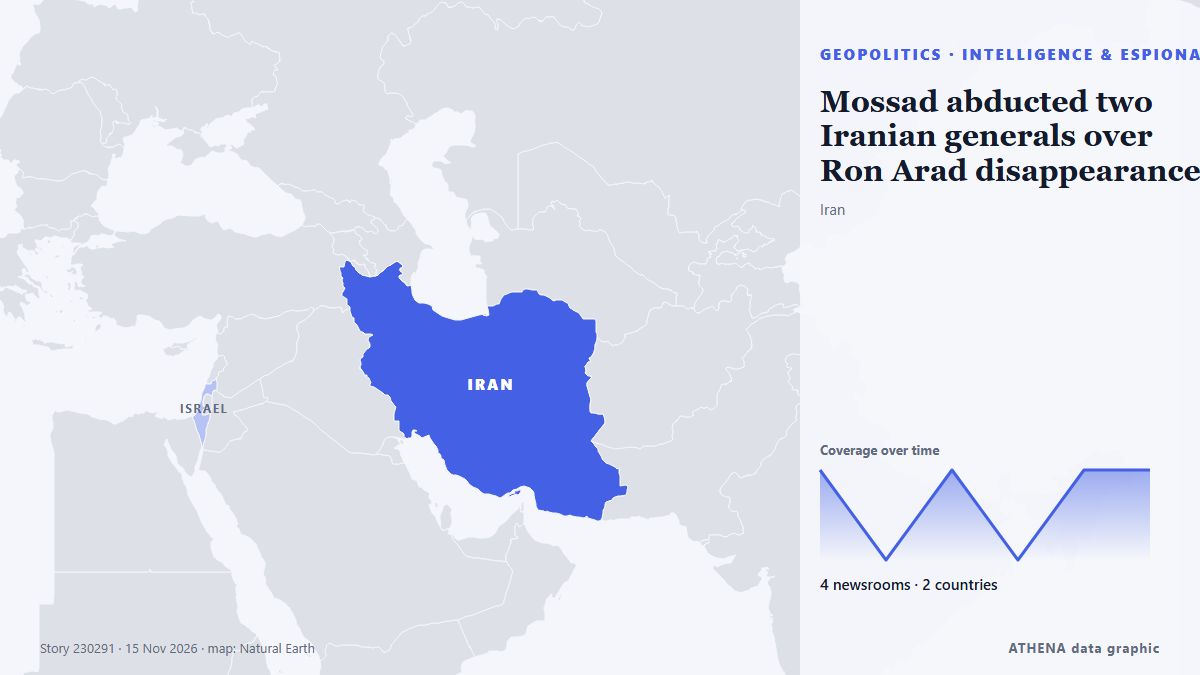 GEOPOLITICS · INTELLIGENCE & ESPIONA
Mossad abducted two
Iranian generals over
Ron Arad disappearance
Iran
IRAN
ISRAEL
Coverage over time
4 newsrooms · 2 countries
Story 230291 · 15 Nov 2026 · map: Natural Earth
ATHENA data graphic